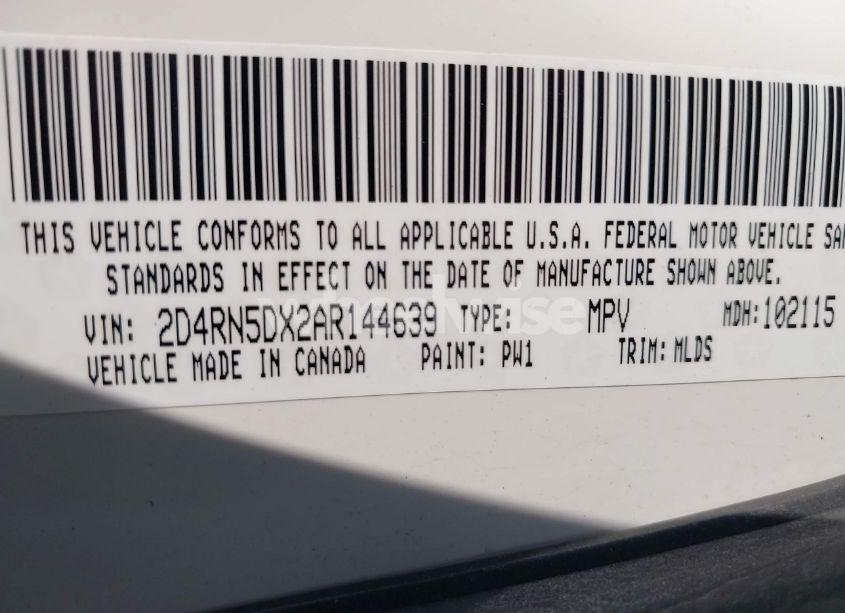 THIS VEHICLE CONFORMS TO ALL APPLICABLE U.S.A. FEDERAL MOTOR VEHICLE
STANDARDS IN EFFECT ON THE DATE OF MANUFACTURE SHOWN ABOVE.
VIN: 2D4RN5DX2AR144639 TYPE: MPV MDH:102115
VEHICLE MADE IN CANADA PAINT: PW1 TRIM: MLDS